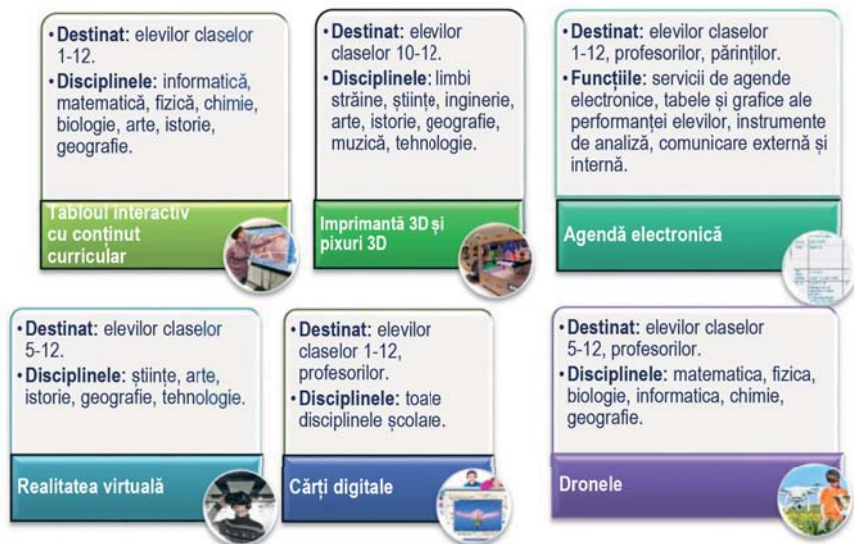 • Destinat: elevilor claselor
1-12.
• Disciplinele: informatică,
matematică, fizică, chimie,
biologie, arte, istorie,
geografie.
Tabloul interactiv
cu conținut
curricular
• Destinat: elevilor
claselor 10-12.
• Disciplinele: limbi
străine, științe, inginerie,
arte, istorie, geografie,
muzică, tehnologie.
Imprimantă 3D și
pixuri 3D
• Destinat: elevilor claselor
1-12, profesorilor, părinților.
• Funcțiile: servicii de agende
electronice, tabele și grafice ale
performanței elevilor, instrumente
de analiză, comunicare externă și
internă.
Agendă electronică
• Destinat: elevilor claselor
5-12.
• Disciplinele: științe, arte,
istorie, geografie, tehnologie.
Realitatea virtuală
• Destinat: elevilor
claselor 1-12,
profesorilor.
• Disciplinele: toate
disciplinele școlare.
Cărți digitale
• Destinat: elevilor claselor
5-12, profesorilor.
• Disciplinele: matematica, fizica,
biologie, informatica, chimie,
geografie.
Dronele